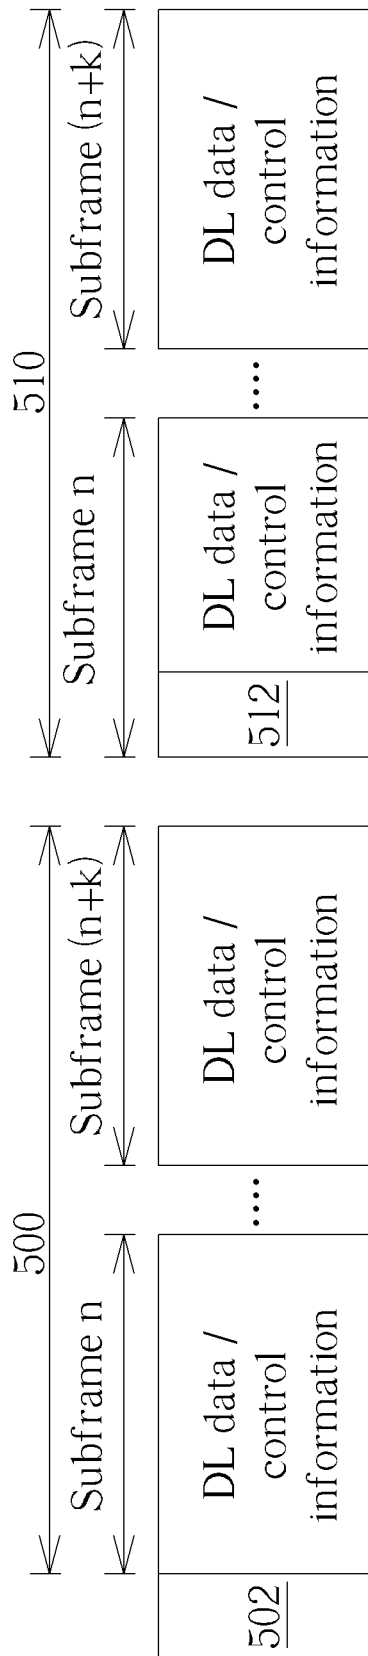 500
Subframe n
Subframe (n+k)
502
DL data /
control
information
....
DL data /
control
information
510
Subframe n
Subframe (n+k)
512
DL data /
control
information
....
DL data /
control
information